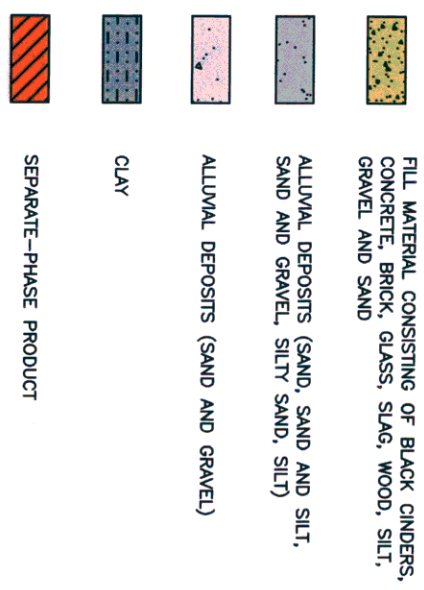 FILL MATERIAL CONSISTING OF BLACK CINDERS,
CONCRETE, BRICK, GLASS, SLAG, WOOD, SILT,
GRAVEL AND SAND
ALLUVIAL DEPOSITS (SAND, SAND AND SILT,
SAND AND GRAVEL, SILTY SAND, SILT)
ALLUVIAL DEPOSITS (SAND AND GRAVEL)
CLAY
SEPARATE-PHASE PRODUCT